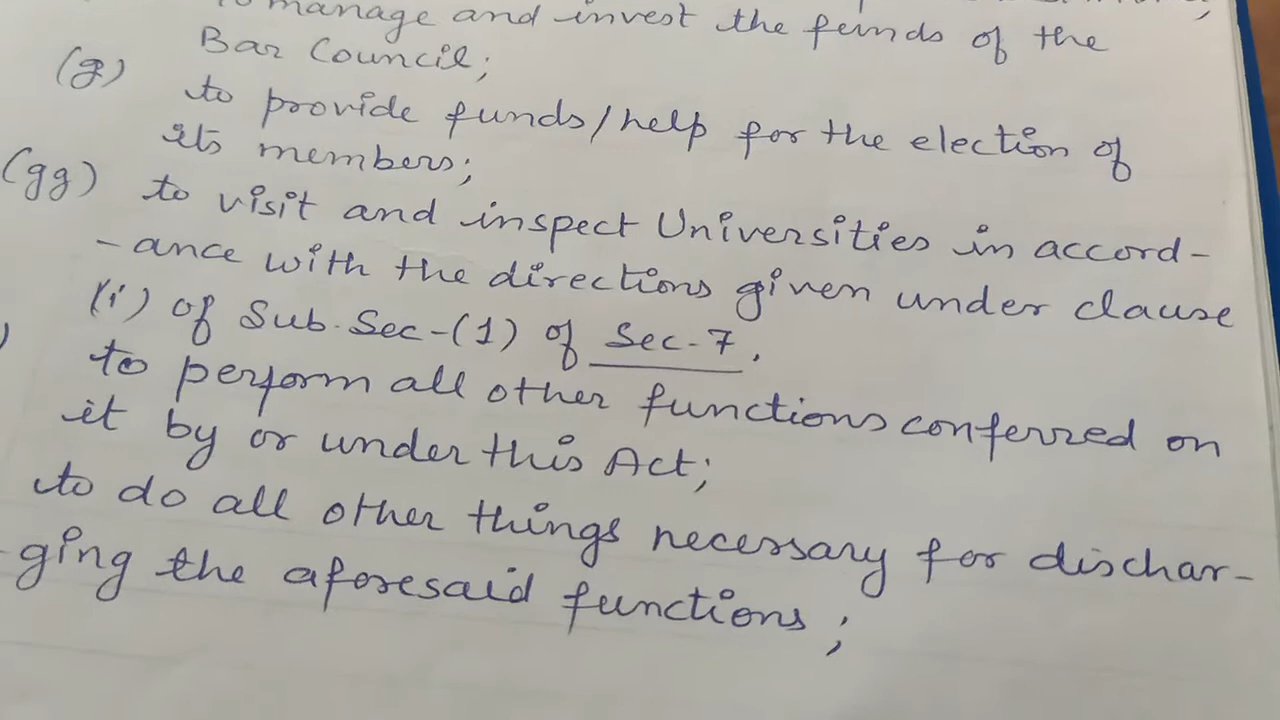 to manage and invest the funds of the
Bar Council;
(g) to provide funds/help for the election of
its members;
(gg) to visit and inspect Universities in accord-
-ance with the directions given under clause
(i) of Sub. Sec-(1) of Sec-7.
to perform all other functions conferred on
it by or under this Act;
to do all other things necessary for dischar-
-ging the aforesaid functions;